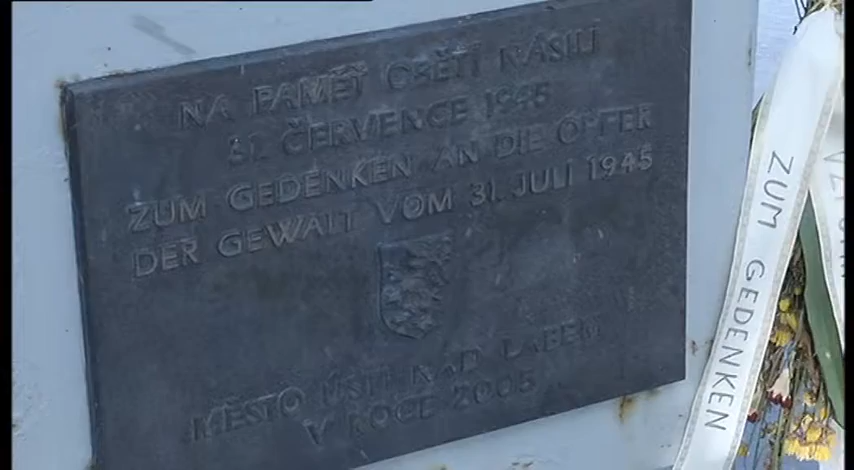 NA PAMĚŤ OBĚTÍ NÁSILÍ
31. ČERVENCE 1945
ZUM GEDENKEN AN DIE OPFER
DER GEWALT VOM 31. JULI 1945
MĚSTO ÚSTÍ NAD LABEM
V ROCE 2005
ZUM GEDENKEN